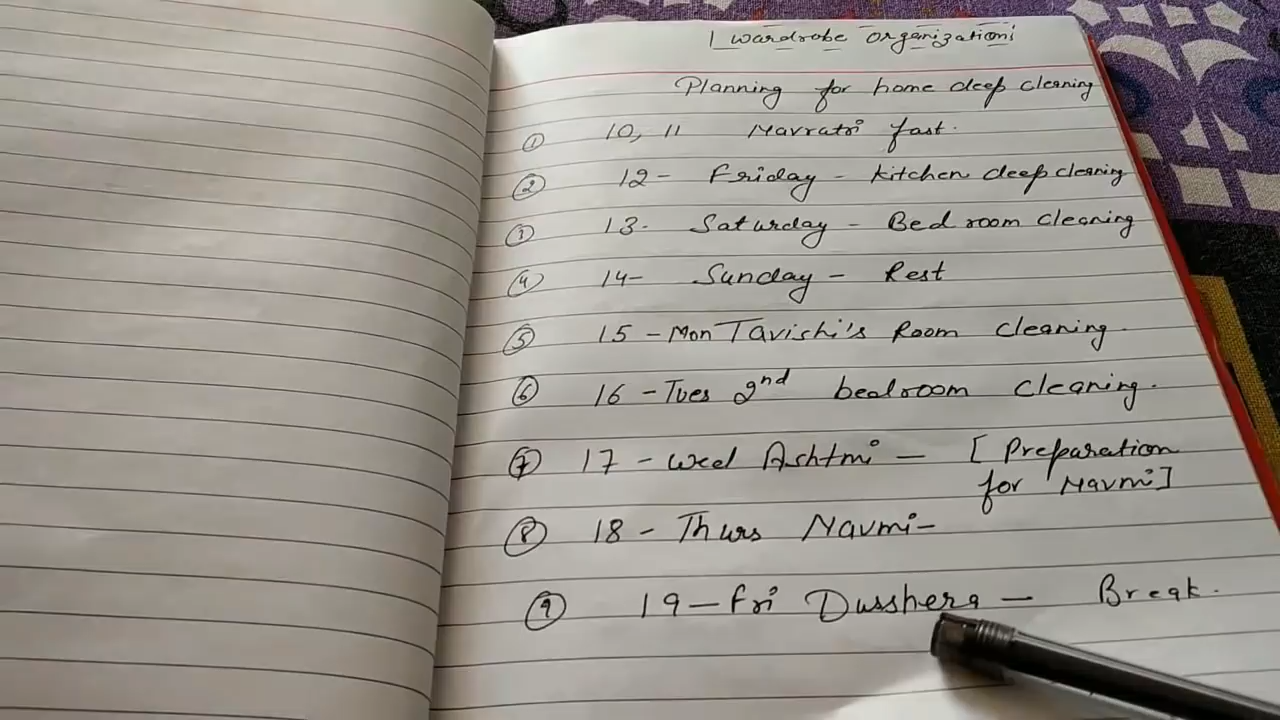 1 wardrobe organization!
Planning for home deep cleaning
① 10, 11 Navratri fast.
② 12- Friday - kitchen deep cleaning
③ 13. Saturday - Bed room cleaning
④ 14- Sunday - Rest
⑤ 15 - Mon Tavishi's Room cleaning.
⑥ 16 - Tues 2nd bedroom cleaning.
⑦ 17 - Wed Ashtmi - [Preparation
for Navmi]
⑧ 18 - Thurs Navmi-
⑨ 19 - Fri Dusshera - Break.